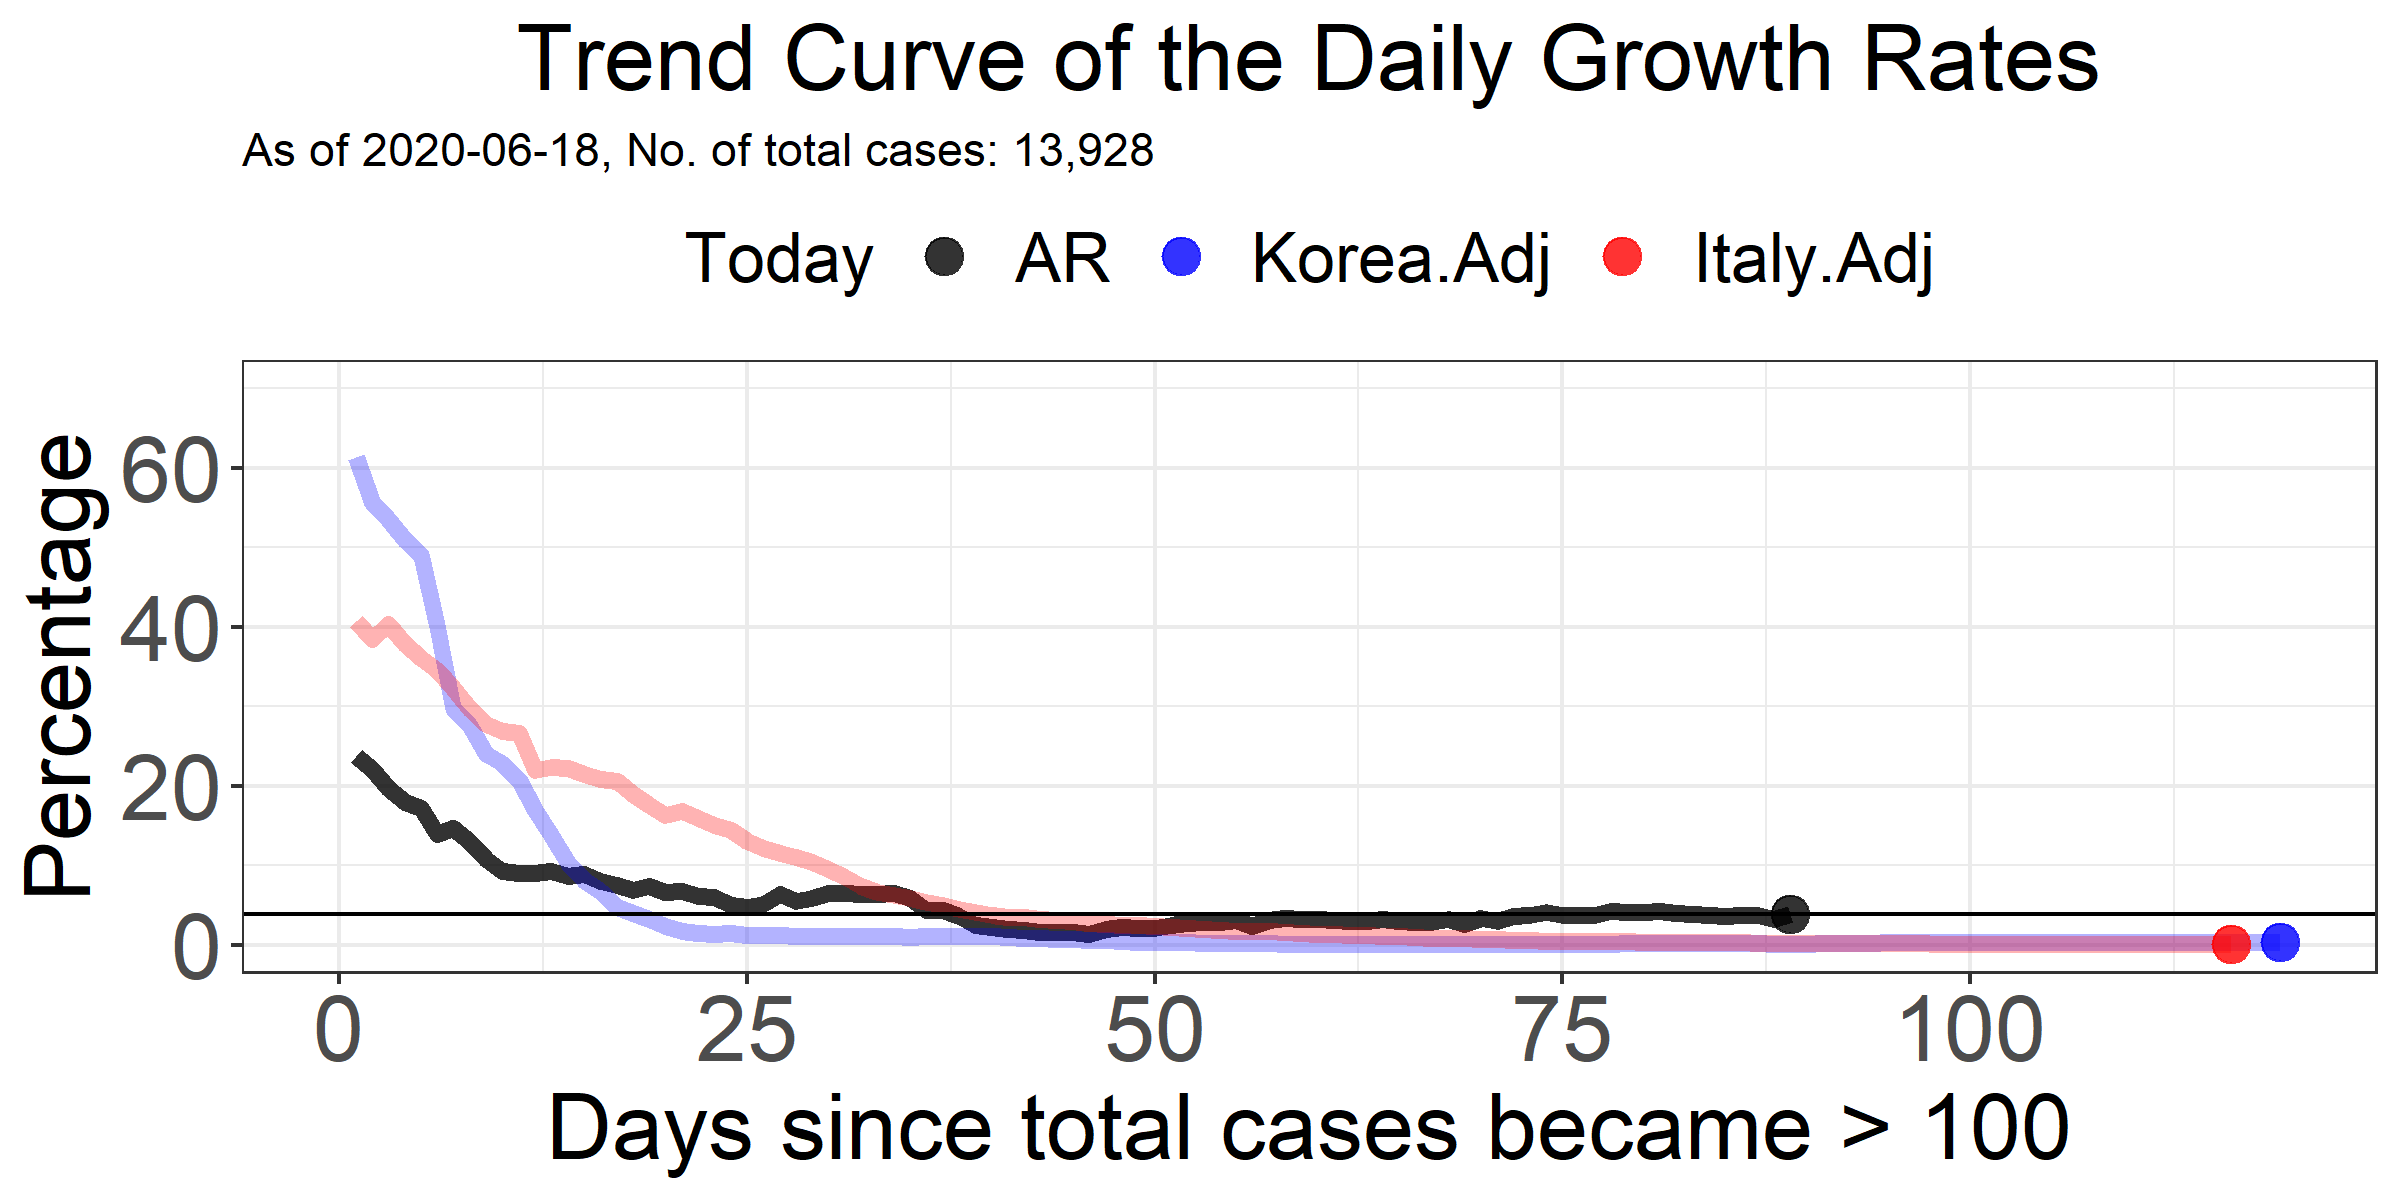 Trend Curve of the Daily Growth Rates
As of 2020-06-18, No. of total cases: 13,928
Today AR Korea.Adj Italy.Adj
Percentage
60
40
20
0
0 25 50 75 100
Days since total cases became > 100